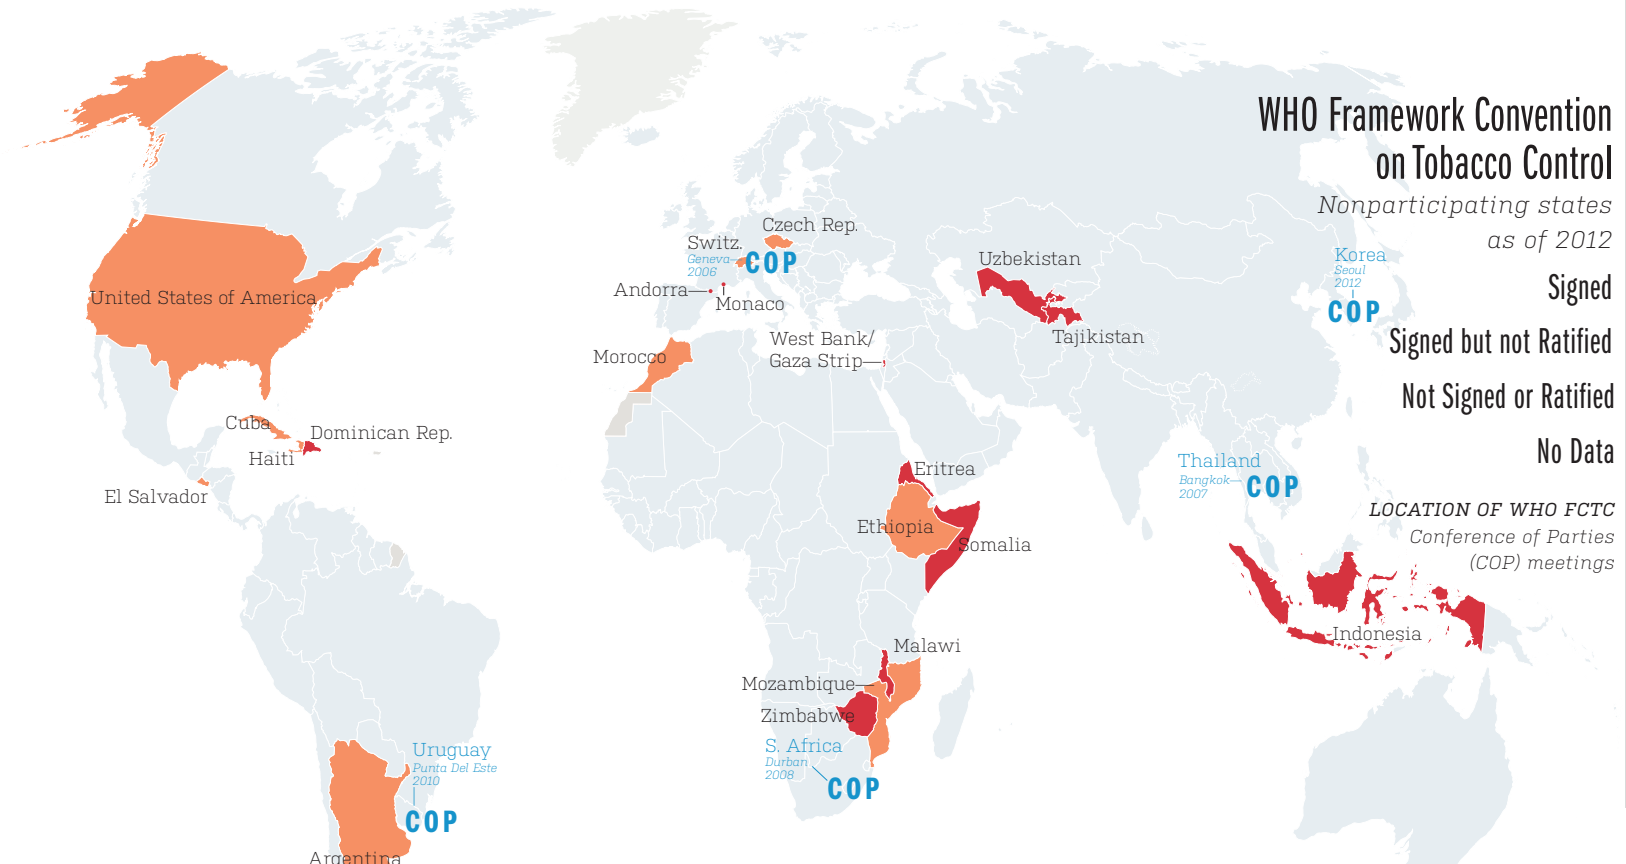 WHO Framework Convention
on Tobacco Control
Nonparticipating states
as of 2012
Signed
Signed but not Ratified
Not Signed or Ratified
No Data
LOCATION OF WHO FCTC
Conference of Parties
(COP) meetings
United States of America
Cuba
Dominican Rep.
Haiti
El Salvador
Uruguay
Punta Del Este
2010
COP
Argentina
Czech Rep.
Switz.
Geneva
2006
COP
Andorra
Monaco
Morocco
West Bank/
Gaza Strip
Uzbekistan
Tajikistan
Eritrea
Ethiopia
Somalia
Malawi
Mozambique
Zimbabwe
S. Africa
Durban
2008
COP
Korea
Seoul
2012
COP
Thailand
Bangkok
2007
COP
Indonesia